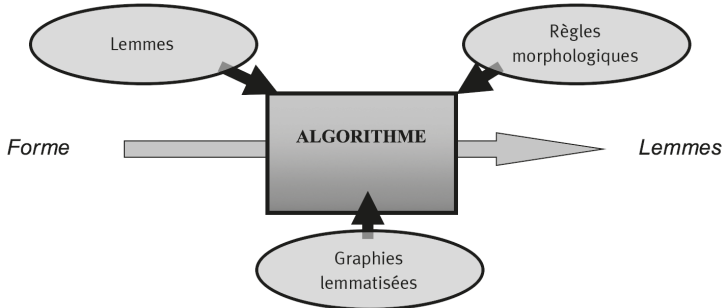 Lemmes
Règles
morphologiques
ALGORITHME
Forme
Lemmes
Graphies
lemmatisées